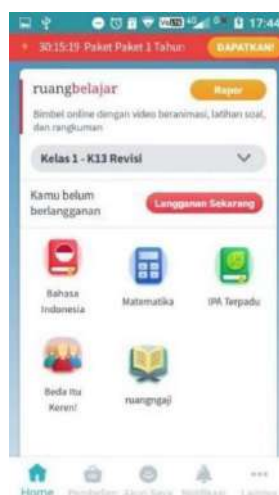 17:44
30:15:19 Paket Paket 1 Tahun
DAPATKAN!
ruangbelajar
Rapor
Bimbel online dengan video beranimasi, latihan soal,
dan rangkuman
Kelas 1 - K13 Revisi
Kamu belum
berlangganan
Langganan Sekarang
Bahasa
Indonesia
Matematika
IPA Terpadu
Beda Itu
Keren!
ruangngaji
Home